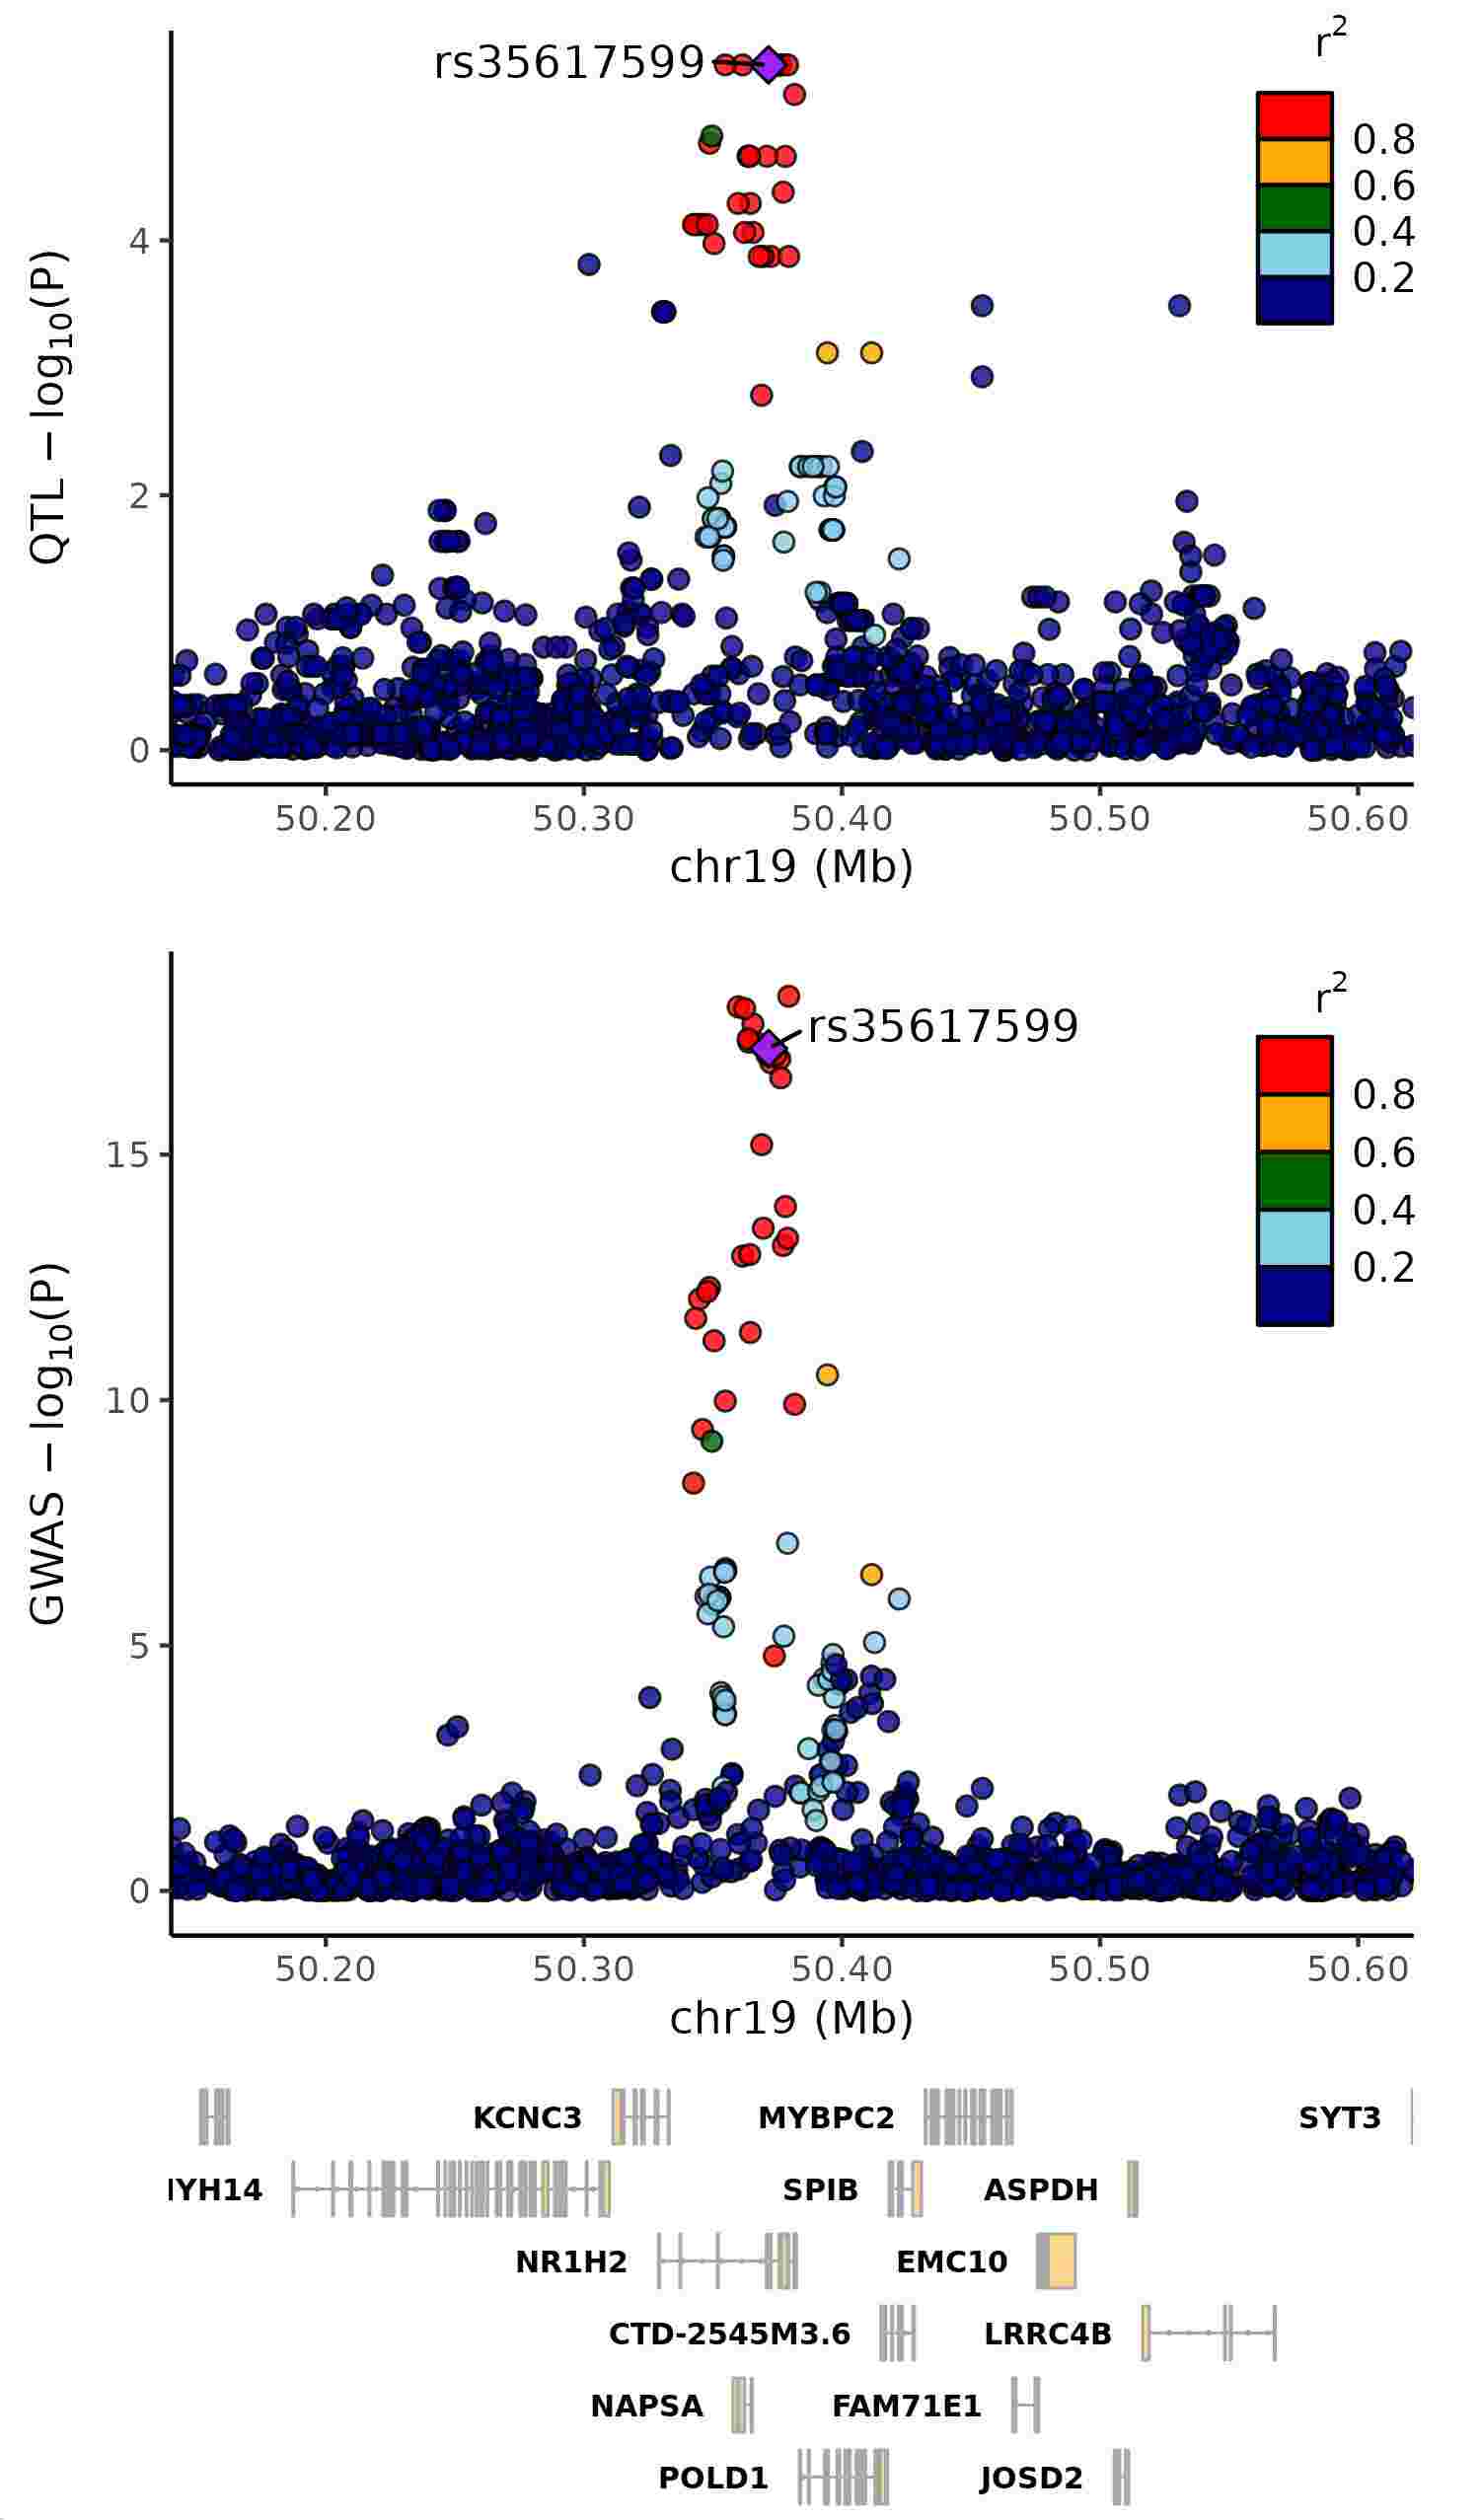 r²
rs35617599
0.8
0.6
0.4
0.2
4
2
0
QTL − log₁₀(P)
50.20 50.30 50.40 50.50 50.60
chr19 (Mb)
r²
rs35617599
0.8
0.6
0.4
0.2
15
10
5
0
GWAS − log₁₀(P)
50.20 50.30 50.40 50.50 50.60
chr19 (Mb)
KCNC3 MYBPC2 SYT3
IYH14 SPIB ASPDH
NR1H2 EMC10
CTD-2545M3.6 LRRC4B
NAPSA FAM71E1
POLD1 JOSD2